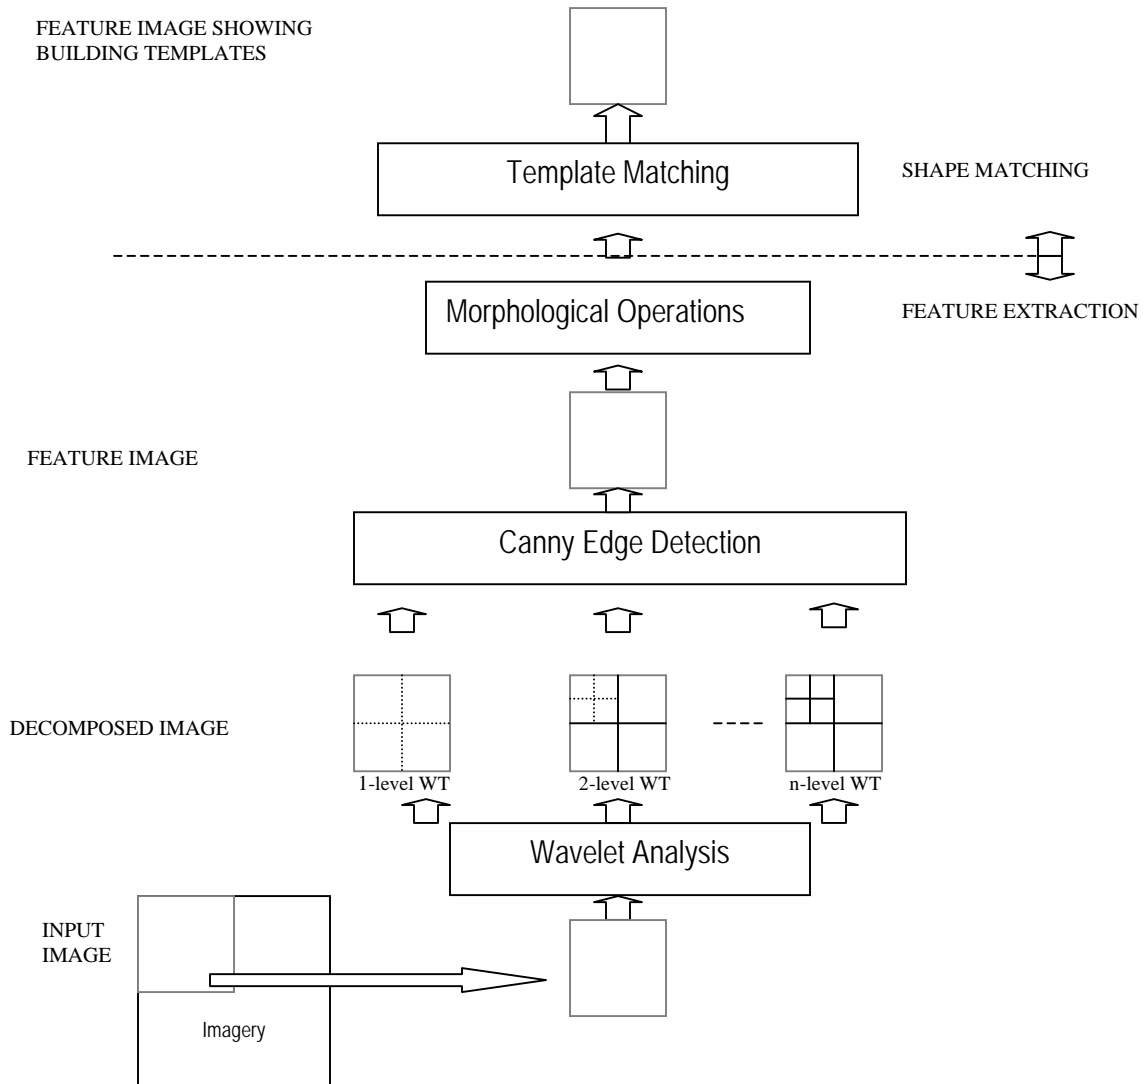 FEATURE IMAGE SHOWING
BUILDING TEMPLATES
Template Matching
SHAPE MATCHING
Morphological Operations
FEATURE EXTRACTION
FEATURE IMAGE
Canny Edge Detection
DECOMPOSED IMAGE
1-level WT
2-level WT
n-level WT
Wavelet Analysis
INPUT
IMAGE
Imagery